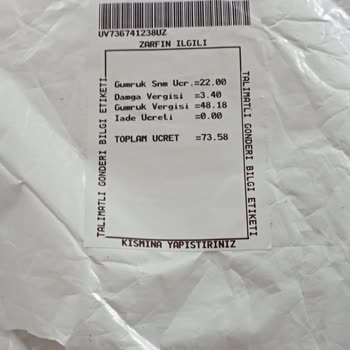 UV736741238UZ
ZARFIN ILGILI
TALIMATLI GONDERI BILGI ETIKETI
Gumruk Snm Ucr.=22.00
Damga Vergisi =3.40
Gumruk Vergisi =48.18
Iade Ucreti =0.00
TOPLAM UCRET =73.58
TALIMATLI GONDERI BILGI ETIKETI
KISMINA YAPISTIRINIZ